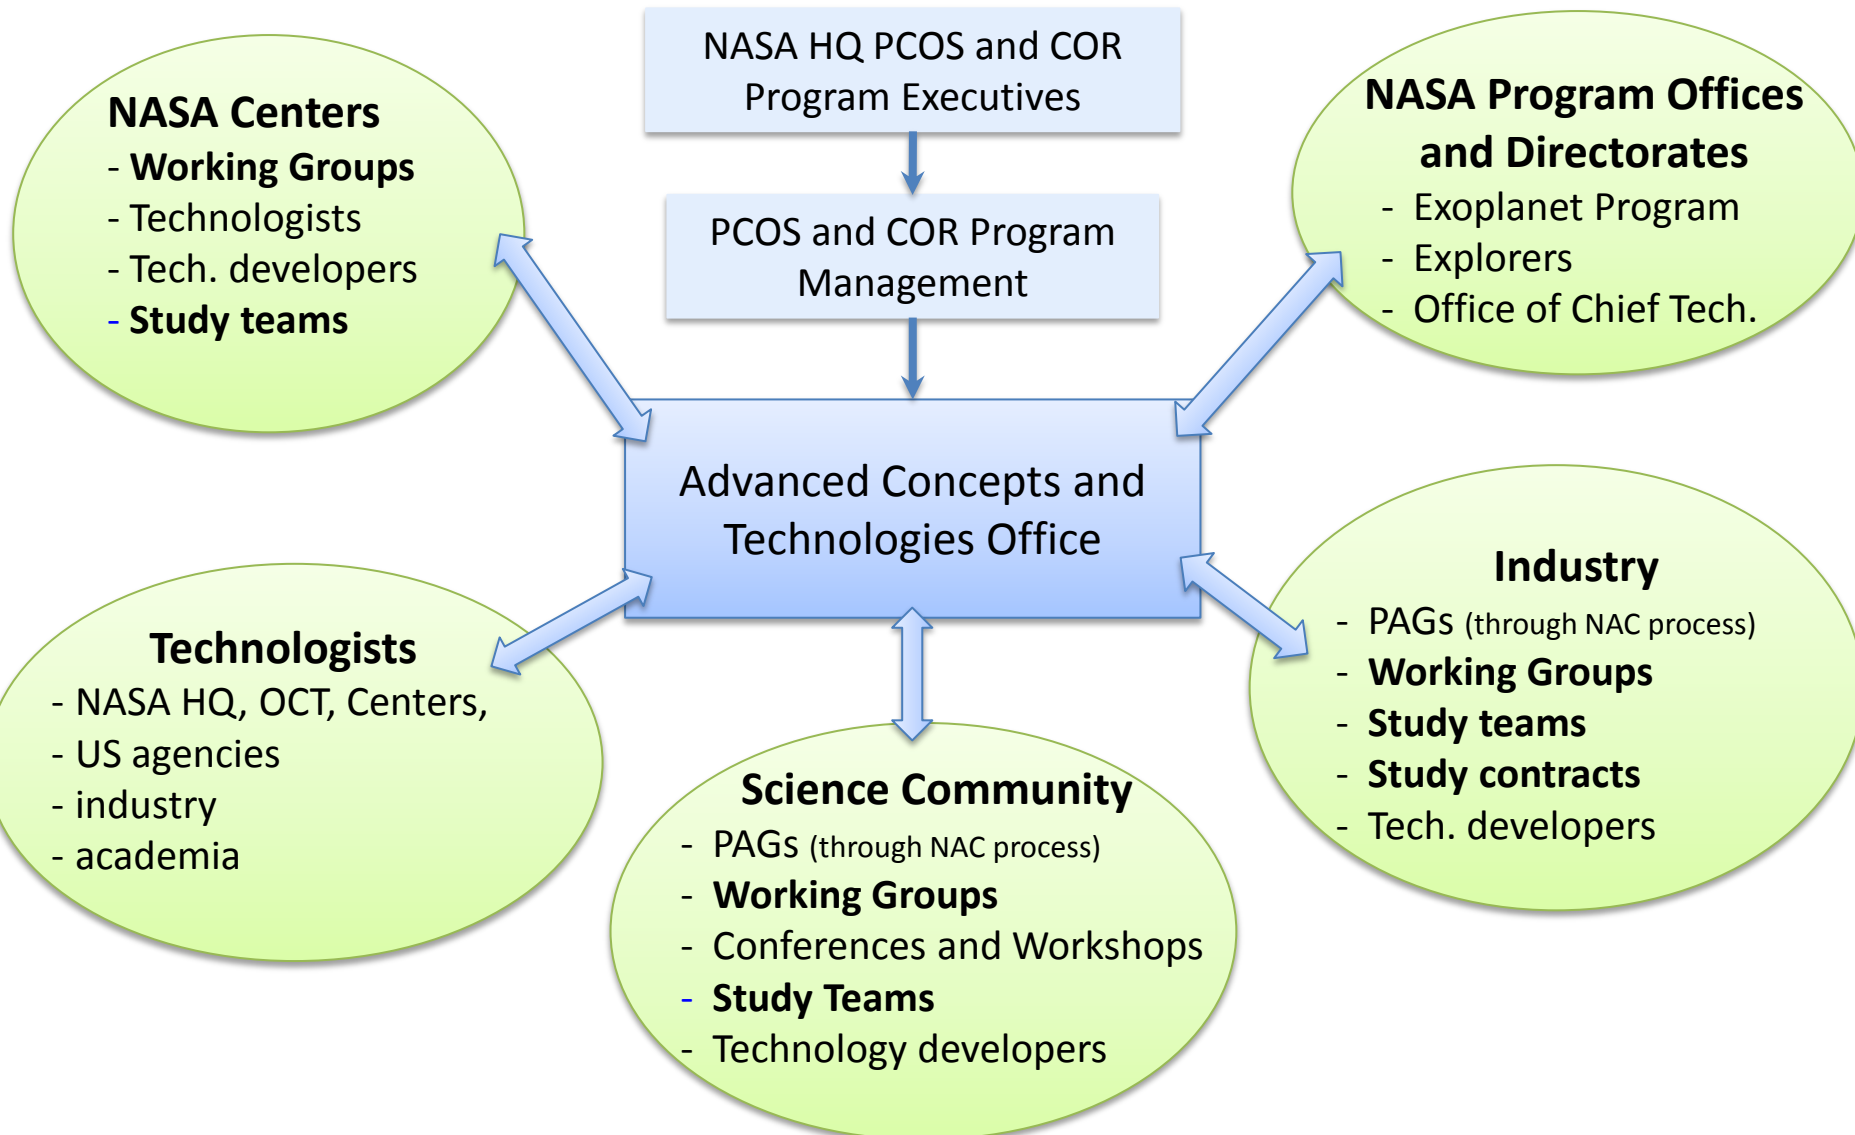 NASA HQ PCOS and COR
Program Executives
NASA Centers
- Working Groups
- Technologists
- Tech. developers
- Study teams
NASA Program Offices
and Directorates
- Exoplanet Program
- Explorers
- Office of Chief Tech.
PCOS and COR Program
Management
Advanced Concepts and
Technologies Office
Technologists
- NASA HQ, OCT, Centers,
- US agencies
- industry
- academia
Science Community
- PAGs (through NAC process)
- Working Groups
- Conferences and Workshops
- Study Teams
- Technology developers
Industry
- PAGs (through NAC process)
- Working Groups
- Study teams
- Study contracts
- Tech. developers